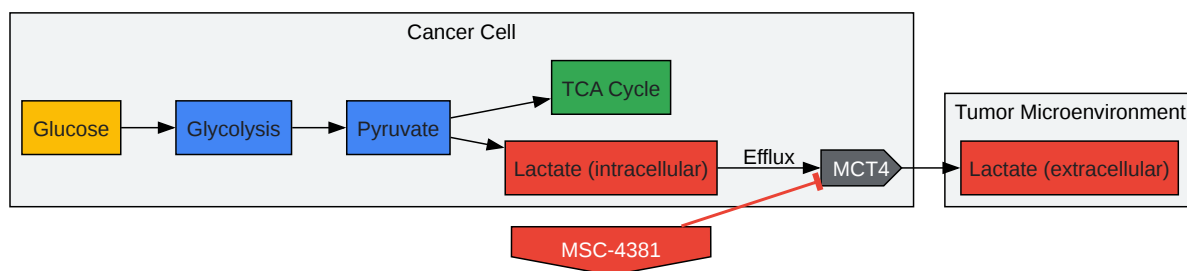 Cancer Cell
TCA Cycle
Tumor Microenvironment
Glucose
Glycolysis
Pyruvate
Efflux
Lactate (intracellular)
MCT4
Lactate (extracellular)
MSC-4381